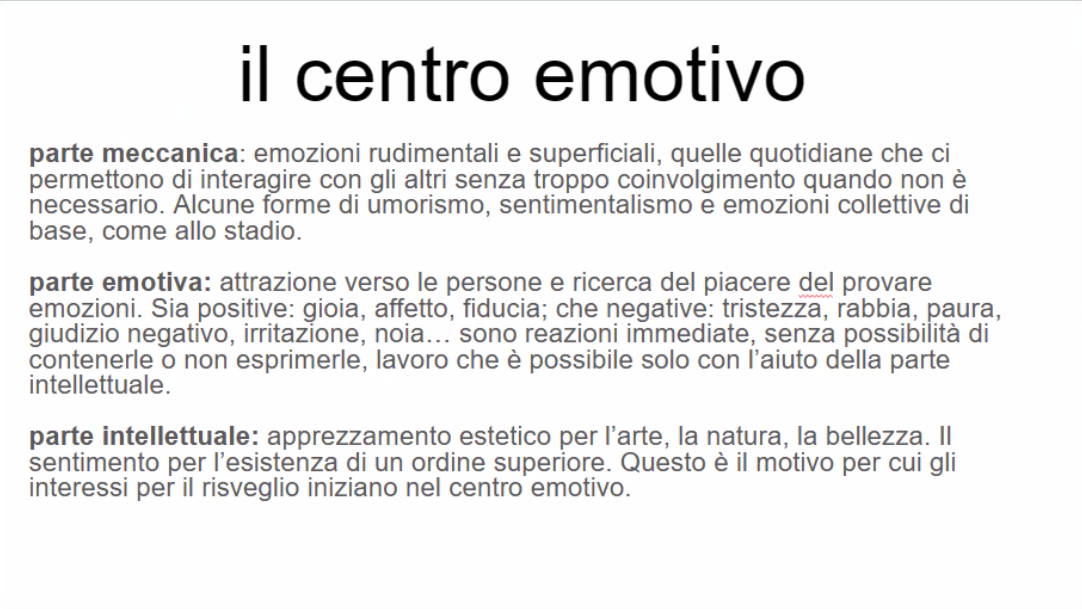 il centro emotivo
parte meccanica: emozioni rudimentali e superficiali, quelle quotidiane che ci
permettono di interagire con gli altri senza troppo coinvolgimento quando non è
necessario. Alcune forme di umorismo, sentimentalismo e emozioni collettive di
base, come allo stadio.
parte emotiva: attrazione verso le persone e ricerca del piacere del provare
emozioni. Sia positive: gioia, affetto, fiducia; che negative: tristezza, rabbia, paura,
giudizio negativo, irritazione, noia… sono reazioni immediate, senza possibilità di
contenerle o non esprimerle, lavoro che è possibile solo con l’aiuto della parte
intellettuale.
parte intellettuale: apprezzamento estetico per l’arte, la natura, la bellezza. Il
sentimento per l’esistenza di un ordine superiore. Questo è il motivo per cui gli
interessi per il risveglio iniziano nel centro emotivo.